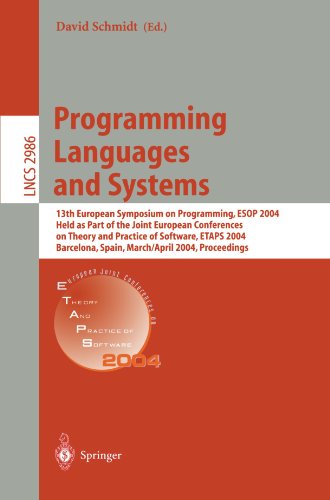 David Schmidt (Ed.)
LNCS 2986
Programming
Languages
and Systems
13th European Symposium on Programming, ESOP 2004
Held as Part of the Joint European Conferences
on Theory and Practice of Software, ETAPS 2004
Barcelona, Spain, March/April 2004, Proceedings
European Joint Conferences on
THEORY
AND
PRACTICE OF
SOFTWARE
2004
Springer